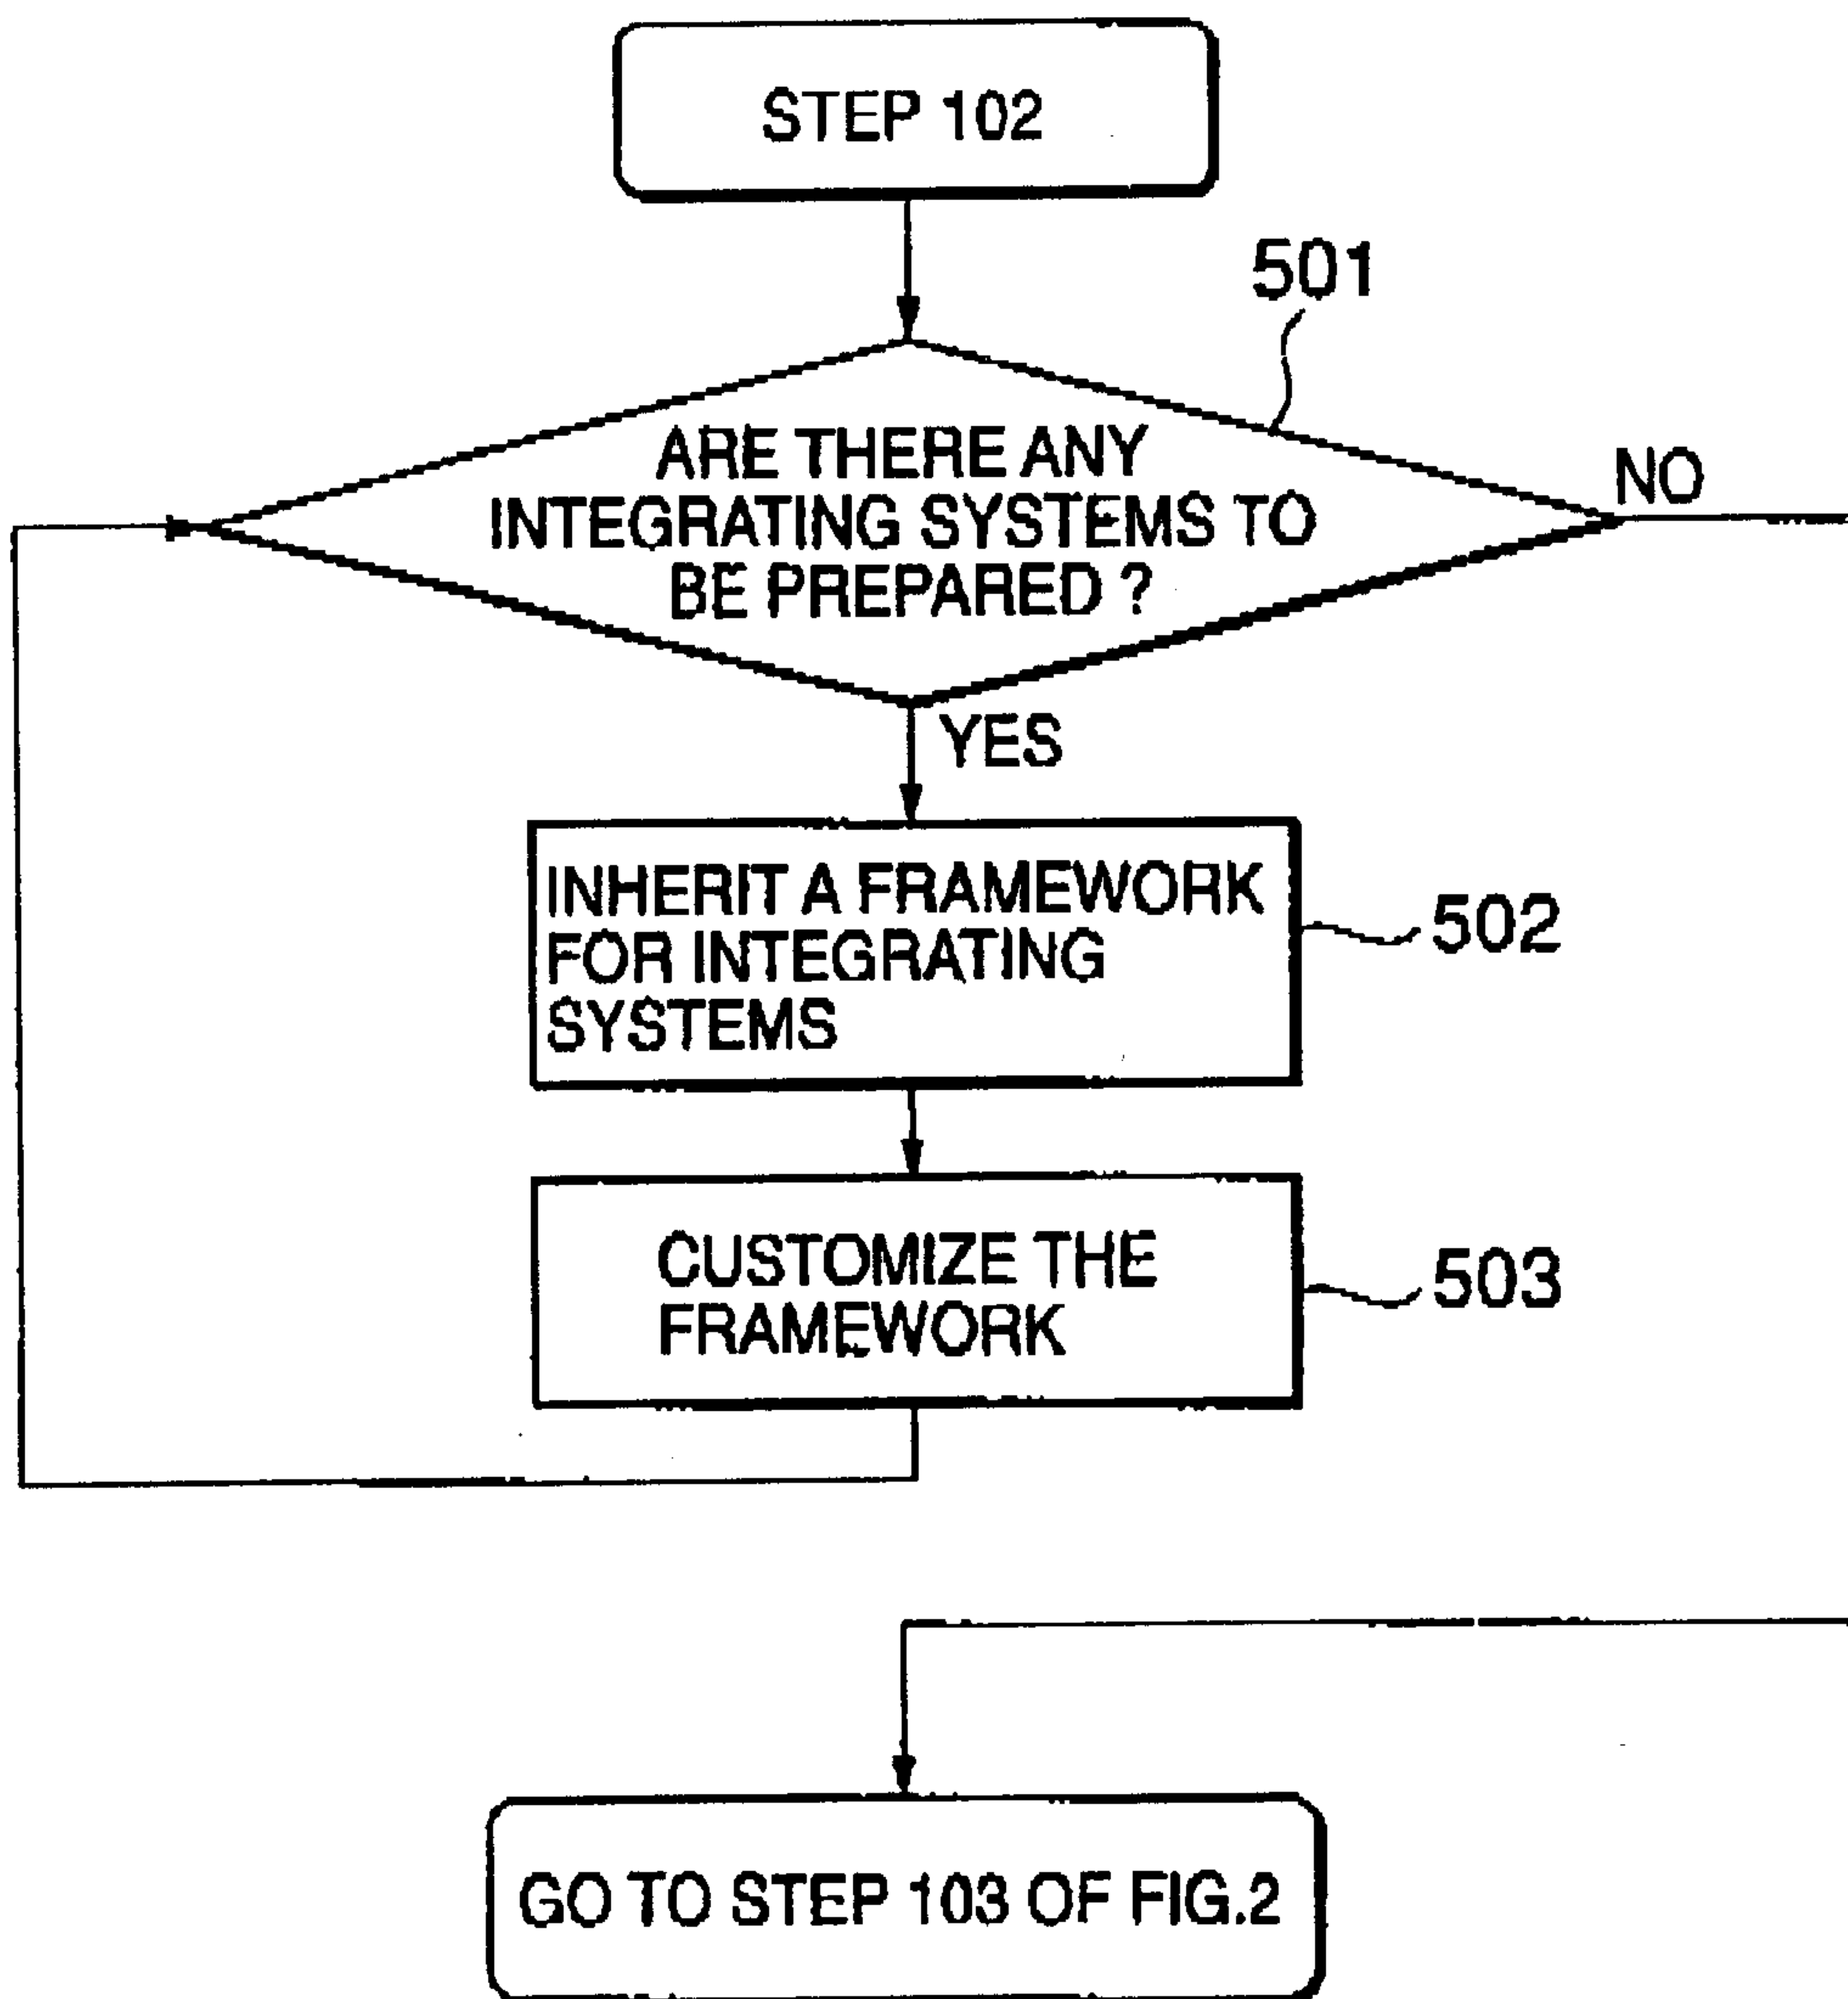 STEP 102
501
ARE THERE ANY
INTEGRATING SYSTEMS TO
BE PREPARED ?
NO
YES
INHERIT A FRAMEWORK
FOR INTEGRATING
SYSTEMS
502
CUSTOMIZE THE
FRAMEWORK
503
GO TO STEP 103 OF FIG.2